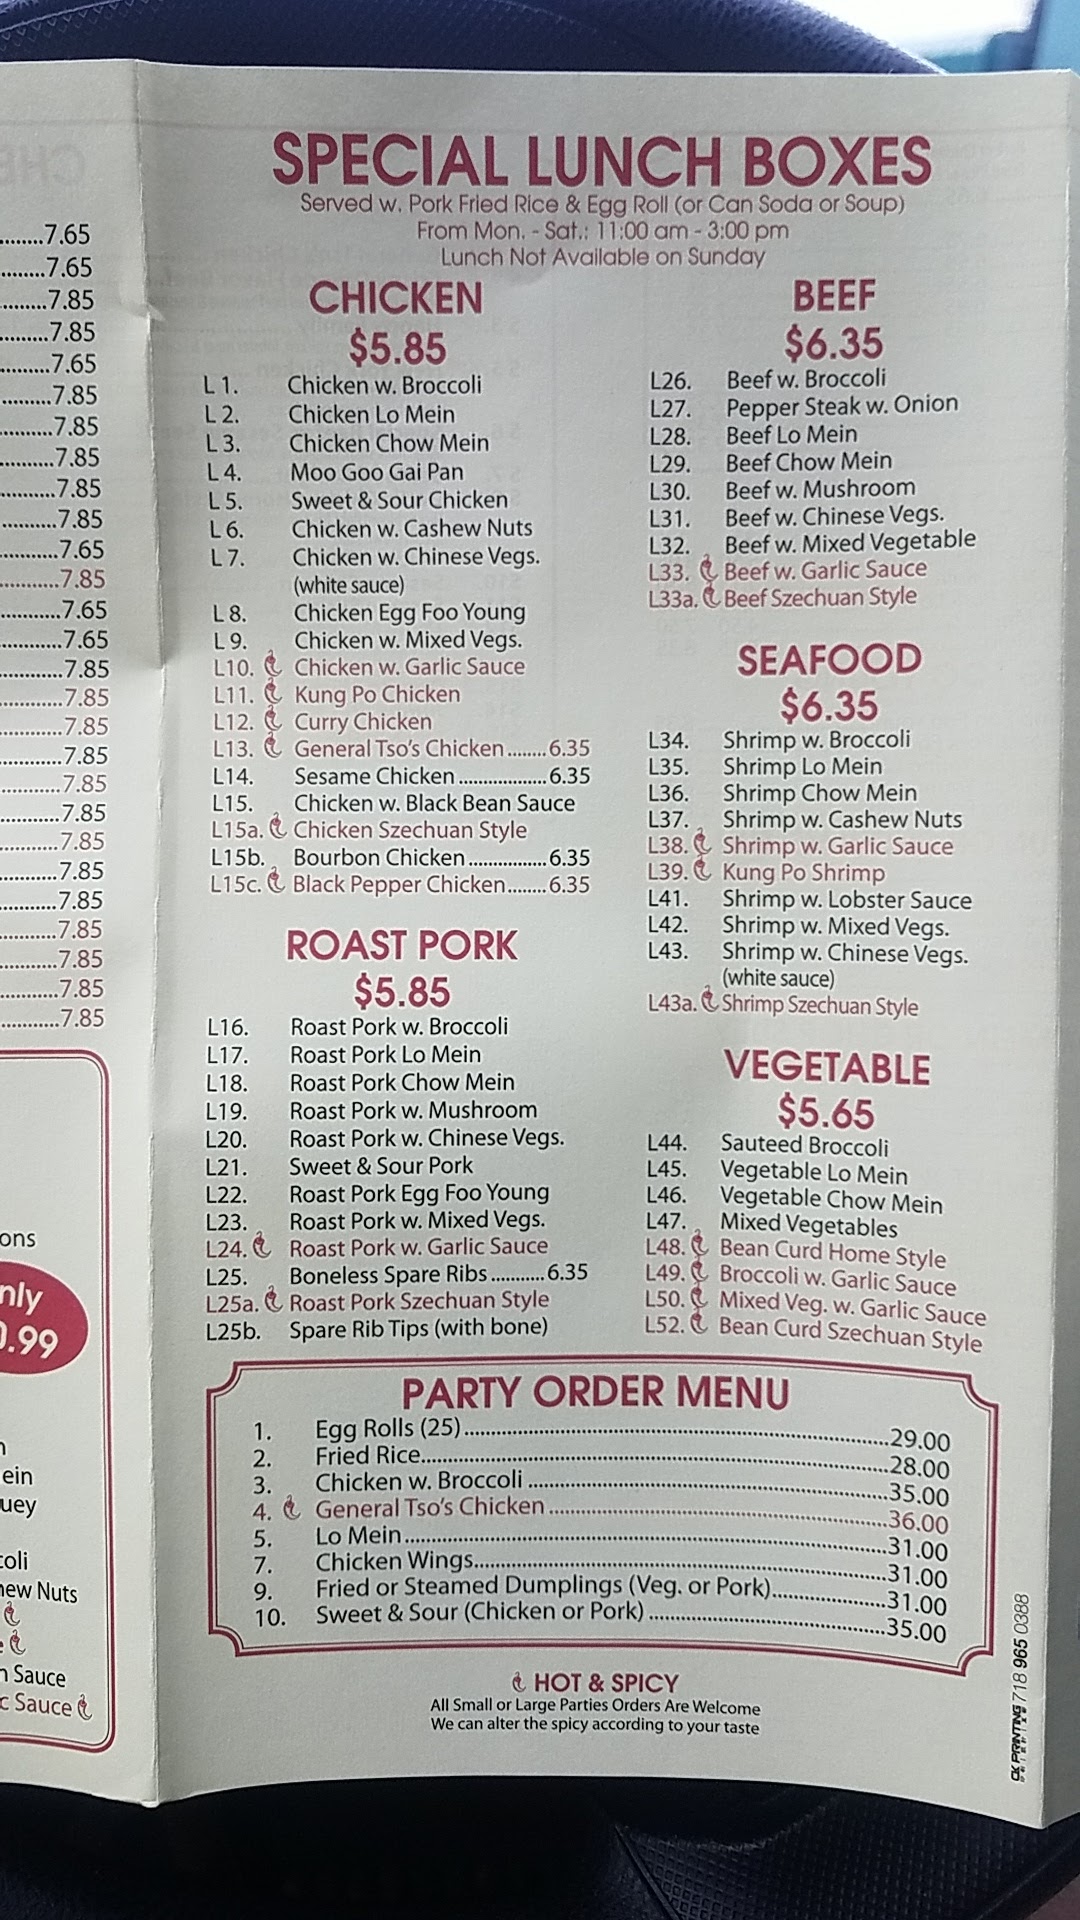 ........7.65
........7.65
........7.85
........7.85
........7.65
........7.85
........7.85
........7.85
........7.85
........7.85
........7.65
........7.85
........7.65
........7.65
........7.85
........7.85
........7.85
........7.85
........7.85
........7.85
........7.85
........7.85
........7.85
........7.85
........7.85
........7.85
........7.85
ons
nly
.99
ein
uey
oli
ew Nuts
Sauce
c Sauce
SPECIAL LUNCH BOXES
Served w. Pork Fried Rice & Egg Roll (or Can Soda or Soup)
From Mon. - Sat.: 11:00 am - 3:00 pm
Lunch Not Available on Sunday
CHICKEN
$5.85
L 1. Chicken w. Broccoli
L 2. Chicken Lo Mein
L 3. Chicken Chow Mein
L 4. Moo Goo Gai Pan
L 5. Sweet & Sour Chicken
L 6. Chicken w. Cashew Nuts
L 7. Chicken w. Chinese Vegs.
(white sauce)
L 8. Chicken Egg Foo Young
L 9. Chicken w. Mixed Vegs.
L10. Chicken w. Garlic Sauce
L11. Kung Po Chicken
L12. Curry Chicken
L13. General Tso's Chicken........6.35
L14. Sesame Chicken..................6.35
L15. Chicken w. Black Bean Sauce
L15a. Chicken Szechuan Style
L15b. Bourbon Chicken................6.35
L15c. Black Pepper Chicken........6.35
ROAST PORK
$5.85
L16. Roast Pork w. Broccoli
L17. Roast Pork Lo Mein
L18. Roast Pork Chow Mein
L19. Roast Pork w. Mushroom
L20. Roast Pork w. Chinese Vegs.
L21. Sweet & Sour Pork
L22. Roast Pork Egg Foo Young
L23. Roast Pork w. Mixed Vegs.
L24. Roast Pork w. Garlic Sauce
L25. Boneless Spare Ribs...........6.35
L25a. Roast Pork Szechuan Style
L25b. Spare Rib Tips (with bone)
BEEF
$6.35
L26. Beef w. Broccoli
L27. Pepper Steak w. Onion
L28. Beef Lo Mein
L29. Beef Chow Mein
L30. Beef w. Mushroom
L31. Beef w. Chinese Vegs.
L32. Beef w. Mixed Vegetable
L33. Beef w. Garlic Sauce
L33a. Beef Szechuan Style
SEAFOOD
$6.35
L34. Shrimp w. Broccoli
L35. Shrimp Lo Mein
L36. Shrimp Chow Mein
L37. Shrimp w. Cashew Nuts
L38. Shrimp w. Garlic Sauce
L39. Kung Po Shrimp
L41. Shrimp w. Lobster Sauce
L42. Shrimp w. Mixed Vegs.
L43. Shrimp w. Chinese Vegs.
(white sauce)
L43a. Shrimp Szechuan Style
VEGETABLE
$5.65
L44. Sauteed Broccoli
L45. Vegetable Lo Mein
L46. Vegetable Chow Mein
L47. Mixed Vegetables
L48. Bean Curd Home Style
L49. Broccoli w. Garlic Sauce
L50. Mixed Veg. w. Garlic Sauce
L52. Bean Curd Szechuan Style
PARTY ORDER MENU
1. Egg Rolls (25)........................29.00
2. Fried Rice........................28.00
3. Chicken w. Broccoli........................35.00
4. General Tso's Chicken........................36.00
5. Lo Mein........................31.00
7. Chicken Wings........................31.00
9. Fried or Steamed Dumplings (Veg. or Pork)........................31.00
10. Sweet & Sour (Chicken or Pork)........................35.00
HOT & SPICY
All Small or Large Parties Orders Are Welcome
We can alter the spicy according to your taste
CK PRINTING 718 965 0388